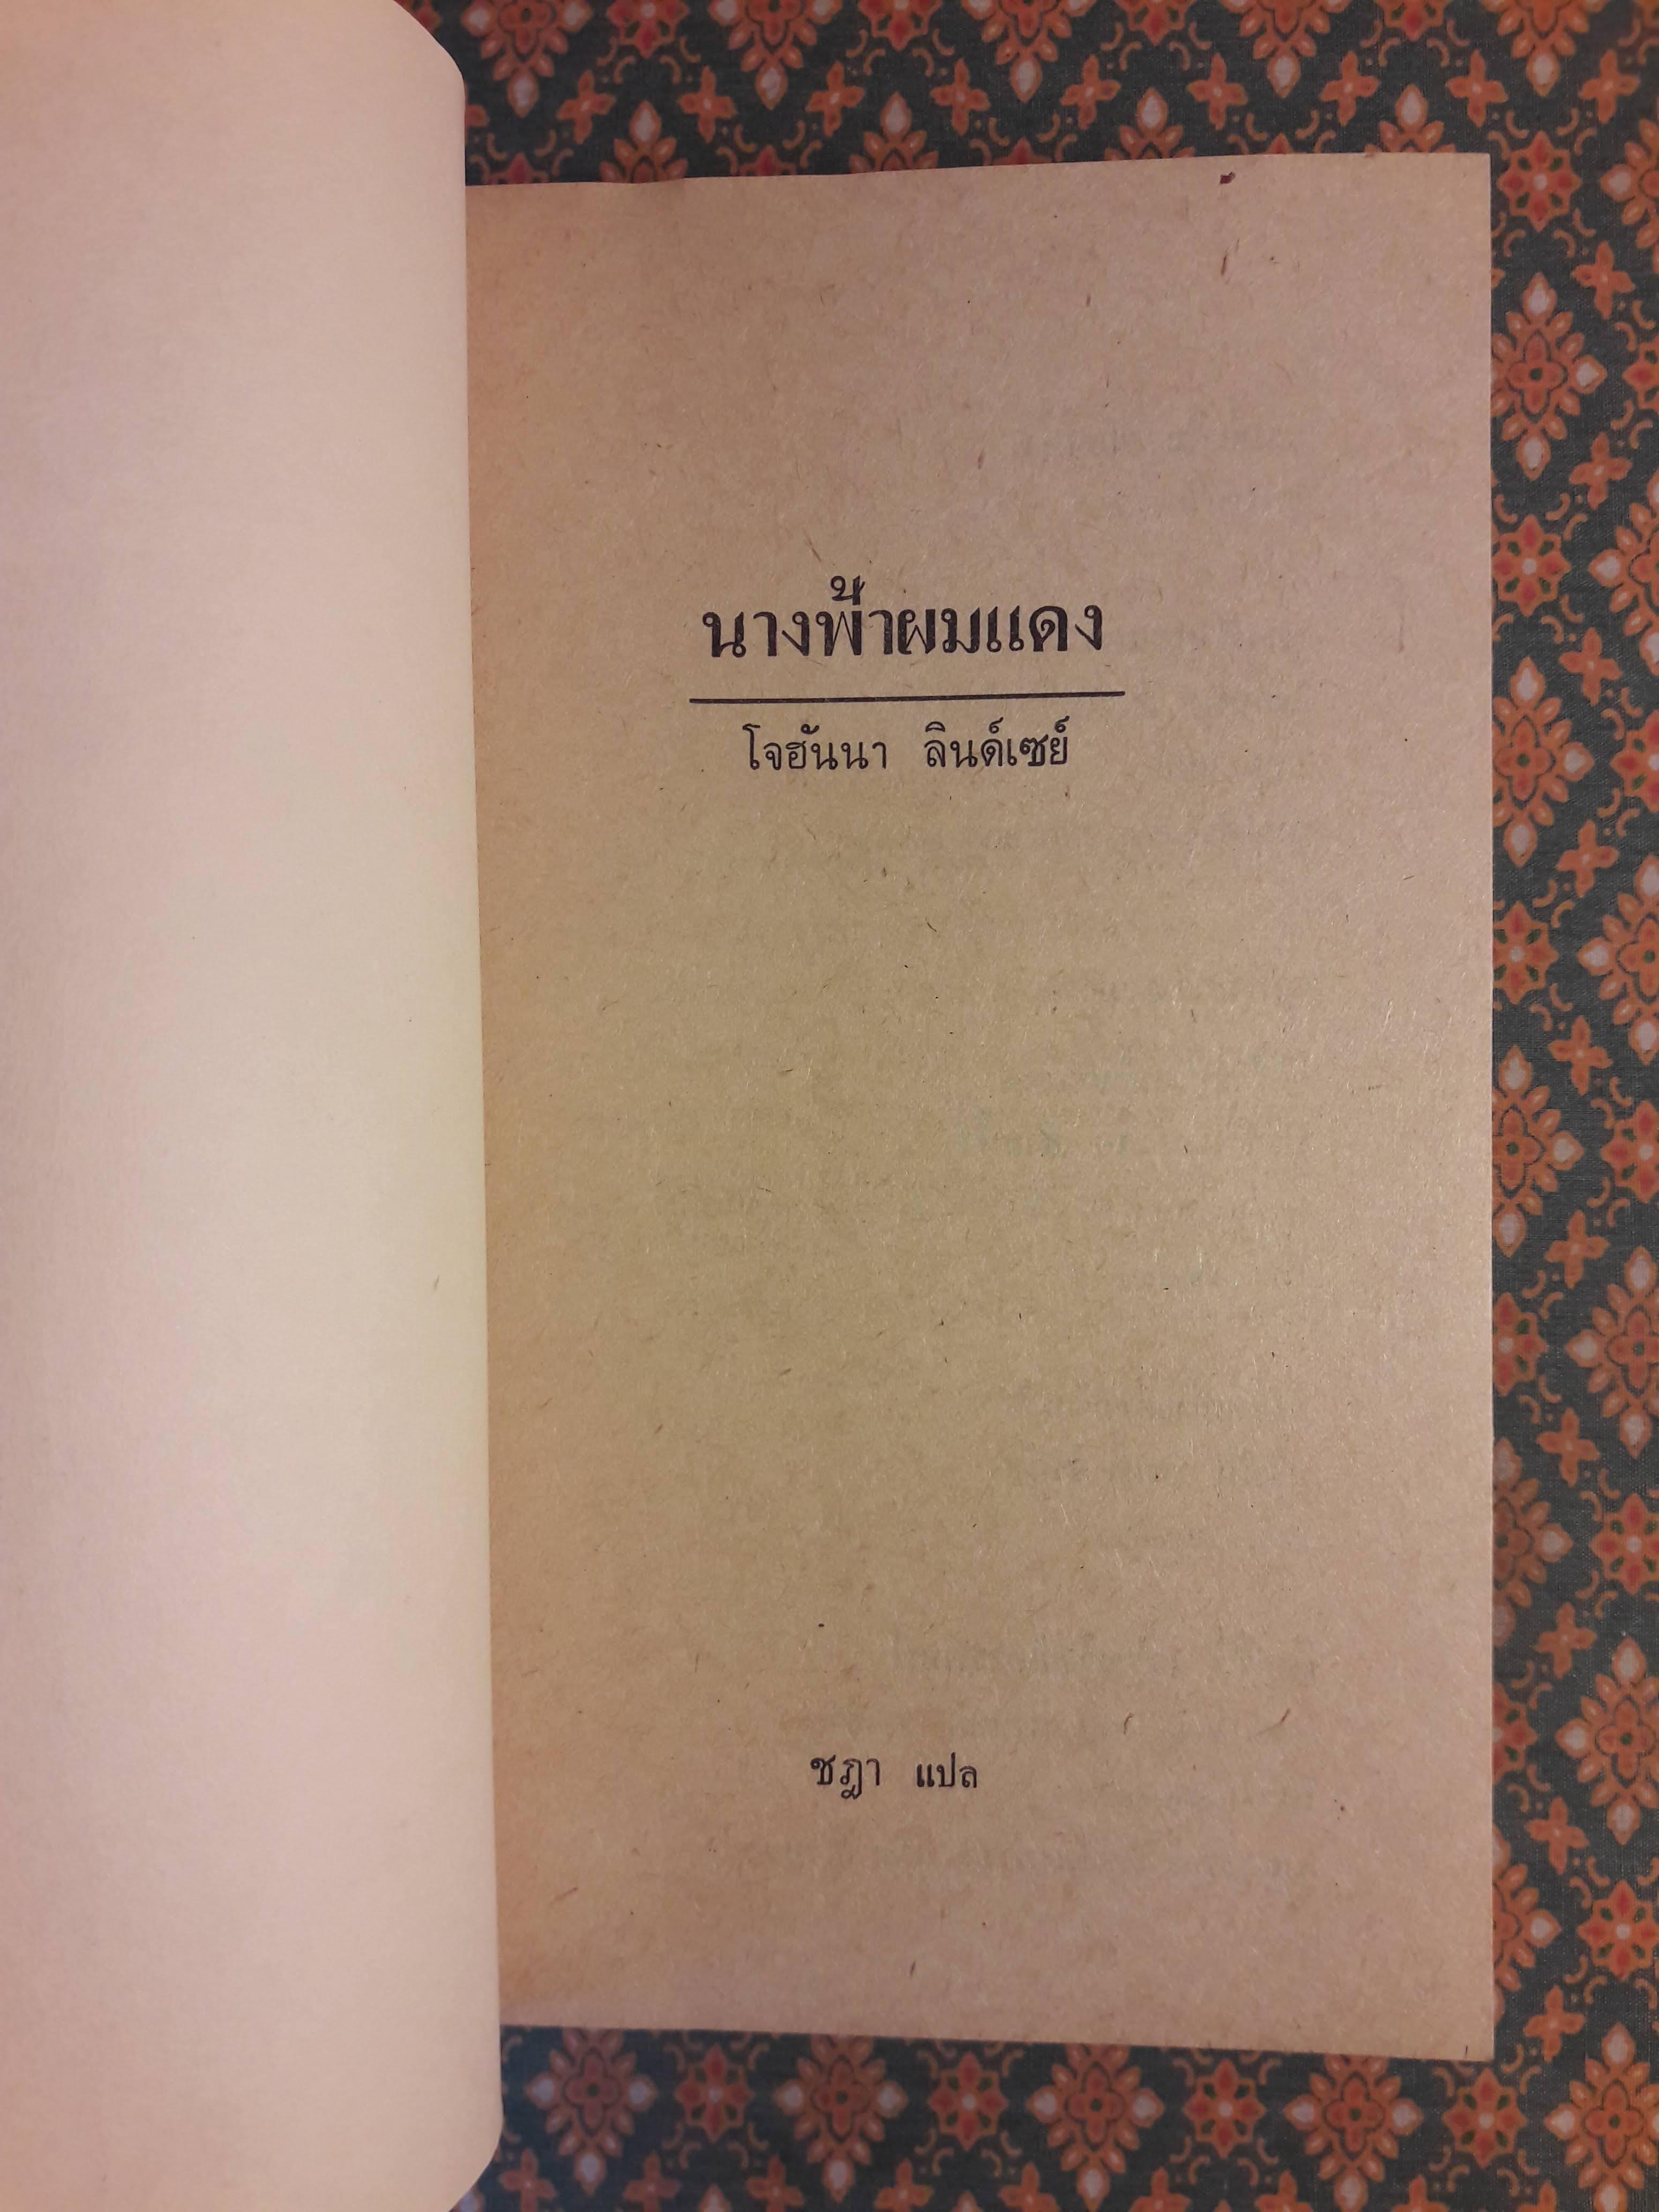 นางฟ้าผมแดง
โจฮันนา ลินด์เซย์
ชฎา แปล